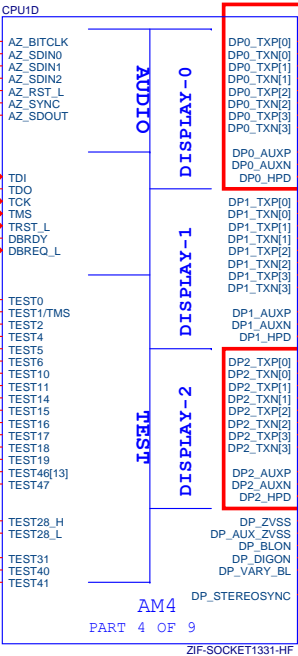 CPU1D
AZ_BITCLK
AZ_SDIN0
AZ_SDIN1
AZ_SDIN2
AZ_RST_L
AZ_SYNC
AZ_SDOUT
TDI
TDO
TCK
TMS
TRST_L
DBRDY
DBREQ_L
TEST0
TEST1/TMS
TEST2
TEST4
TEST5
TEST6
TEST10
TEST11
TEST14
TEST15
TEST16
TEST17
TEST18
TEST19
TEST46[13]
TEST47
TEST28_H
TEST28_L
TEST31
TEST40
TEST41
AUDIO
TEST
DISPLAY-0
DISPLAY-1
DISPLAY-2
DP0_TXP[0]
DP0_TXN[0]
DP0_TXP[1]
DP0_TXN[1]
DP0_TXP[2]
DP0_TXN[2]
DP0_TXP[3]
DP0_TXN[3]
DP0_AUXP
DP0_AUXN
DP0_HPD
DP1_TXP[0]
DP1_TXN[0]
DP1_TXP[1]
DP1_TXN[1]
DP1_TXP[2]
DP1_TXN[2]
DP1_TXP[3]
DP1_TXN[3]
DP1_AUXP
DP1_AUXN
DP1_HPD
DP2_TXP[0]
DP2_TXN[0]
DP2_TXP[1]
DP2_TXN[1]
DP2_TXP[2]
DP2_TXN[2]
DP2_TXP[3]
DP2_TXN[3]
DP2_AUXP
DP2_AUXN
DP2_HPD
DP_ZVSS
DP_AUX_ZVSS
DP_BLON
DP_DIGON
DP_VARY_BL
DP_STEREOSYNC
AM4
PART 4 OF 9
ZIF-SOCKET1331-HF